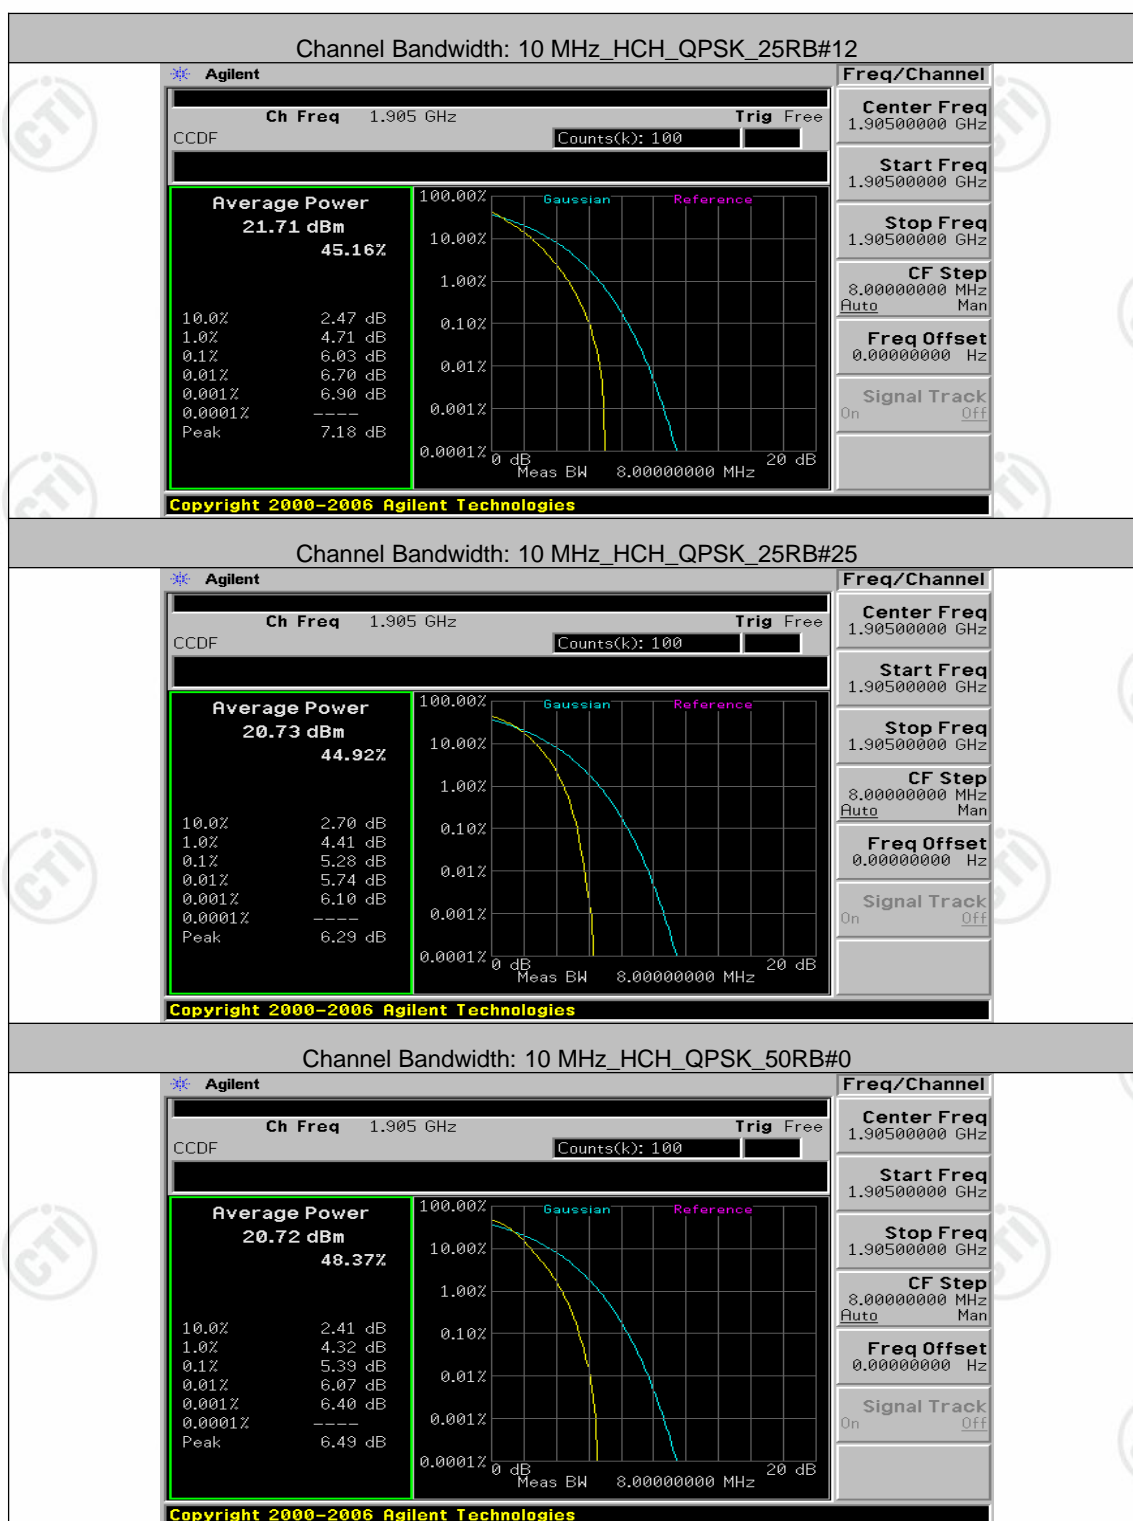 Channel Bandwidth: 10 MHz_HCH_QPSK_25RB#12
Agilent Freq/Channel
Ch Freq 1.905 GHz Trig Free
CCDF Counts(k): 100
Center Freq
1.90500000 GHz
Start Freq
1.90500000 GHz
Stop Freq
1.90500000 GHz
CF Step
8.00000000 MHz
Auto Man
Freq Offset
0.00000000 Hz
Signal Track
On Off
Average Power
21.71 dBm
45.16%
10.0% 2.47 dB
1.0% 4.71 dB
0.1% 6.03 dB
0.01% 6.70 dB
0.001% 6.90 dB
0.0001% ----
Peak 7.18 dB
Gaussian Reference
100.00%
10.00%
1.00%
0.10%
0.01%
0.001%
0.0001%
0 dB 20 dB
Meas BW 8.00000000 MHz
Copyright 2000-2006 Agilent Technologies
Channel Bandwidth: 10 MHz_HCH_QPSK_25RB#25
Agilent Freq/Channel
Ch Freq 1.905 GHz Trig Free
CCDF Counts(k): 100
Center Freq
1.90500000 GHz
Start Freq
1.90500000 GHz
Stop Freq
1.90500000 GHz
CF Step
8.00000000 MHz
Auto Man
Freq Offset
0.00000000 Hz
Signal Track
On Off
Average Power
20.73 dBm
44.92%
10.0% 2.70 dB
1.0% 4.41 dB
0.1% 5.28 dB
0.01% 5.74 dB
0.001% 6.10 dB
0.0001% ----
Peak 6.29 dB
Gaussian Reference
100.00%
10.00%
1.00%
0.10%
0.01%
0.001%
0.0001%
0 dB 20 dB
Meas BW 8.00000000 MHz
Copyright 2000-2006 Agilent Technologies
Channel Bandwidth: 10 MHz_HCH_QPSK_50RB#0
Agilent Freq/Channel
Ch Freq 1.905 GHz Trig Free
CCDF Counts(k): 100
Center Freq
1.90500000 GHz
Start Freq
1.90500000 GHz
Stop Freq
1.90500000 GHz
CF Step
8.00000000 MHz
Auto Man
Freq Offset
0.00000000 Hz
Signal Track
On Off
Average Power
20.72 dBm
48.37%
10.0% 2.41 dB
1.0% 4.32 dB
0.1% 5.39 dB
0.01% 6.07 dB
0.001% 6.40 dB
0.0001% ----
Peak 6.49 dB
Gaussian Reference
100.00%
10.00%
1.00%
0.10%
0.01%
0.001%
0.0001%
0 dB 20 dB
Meas BW 8.00000000 MHz
Copyright 2000-2006 Agilent Technologies
CTI
CTI
CTI
CTI
CTI
CTI
CTI
CTI